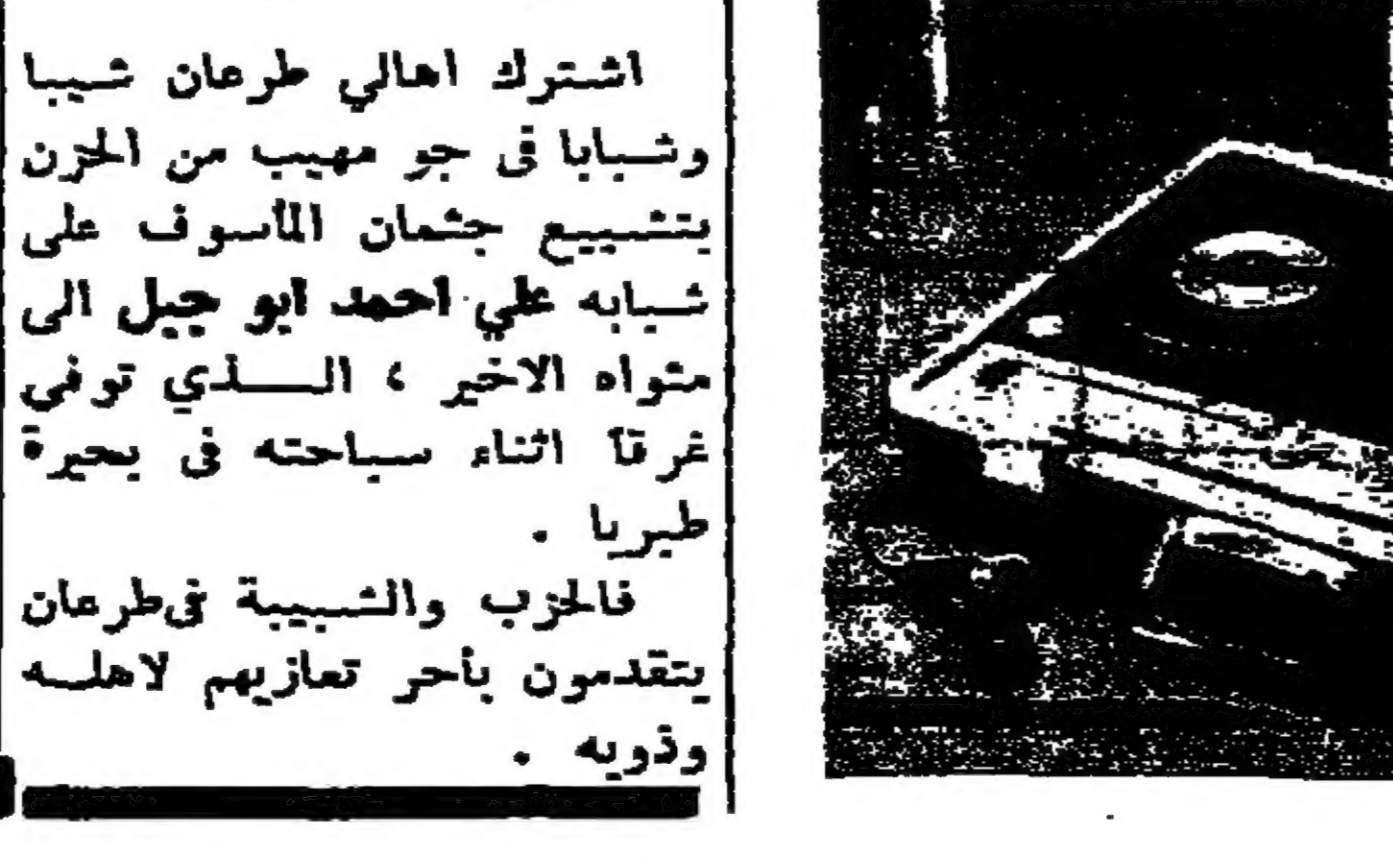 اشترك اهالي طرعان شيبا
وشبابا في جو مهيب من الحزن
بتشييع جثمان المأسوف على
شبابه علي احمد ابو جبل الى
مثواه الاخير ، الذي توفي
غرقاً اثناء سباحته في بحيرة
طبريا .
فالحزب والشبيبة في طرعان
يتقدمون بأحر تعازيهم لاهله
وذويه .